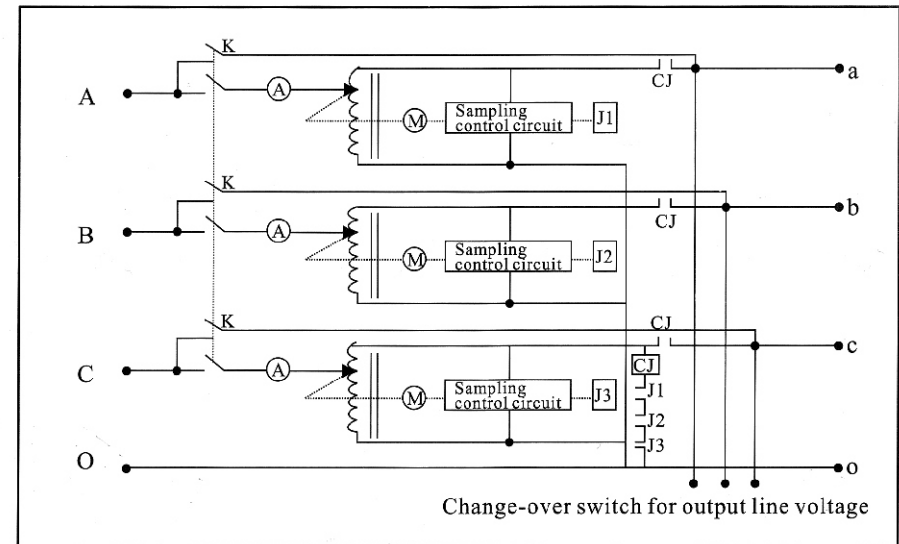 K
CJ
a
A
A
M
Sampling
control circuit
J1
K
CJ
b
B
A
M
Sampling
control circuit
J2
K
CJ
c
C
A
CJ
M
Sampling
control circuit
J3
J1
J2
J3
O
o
Change-over switch for output line voltage